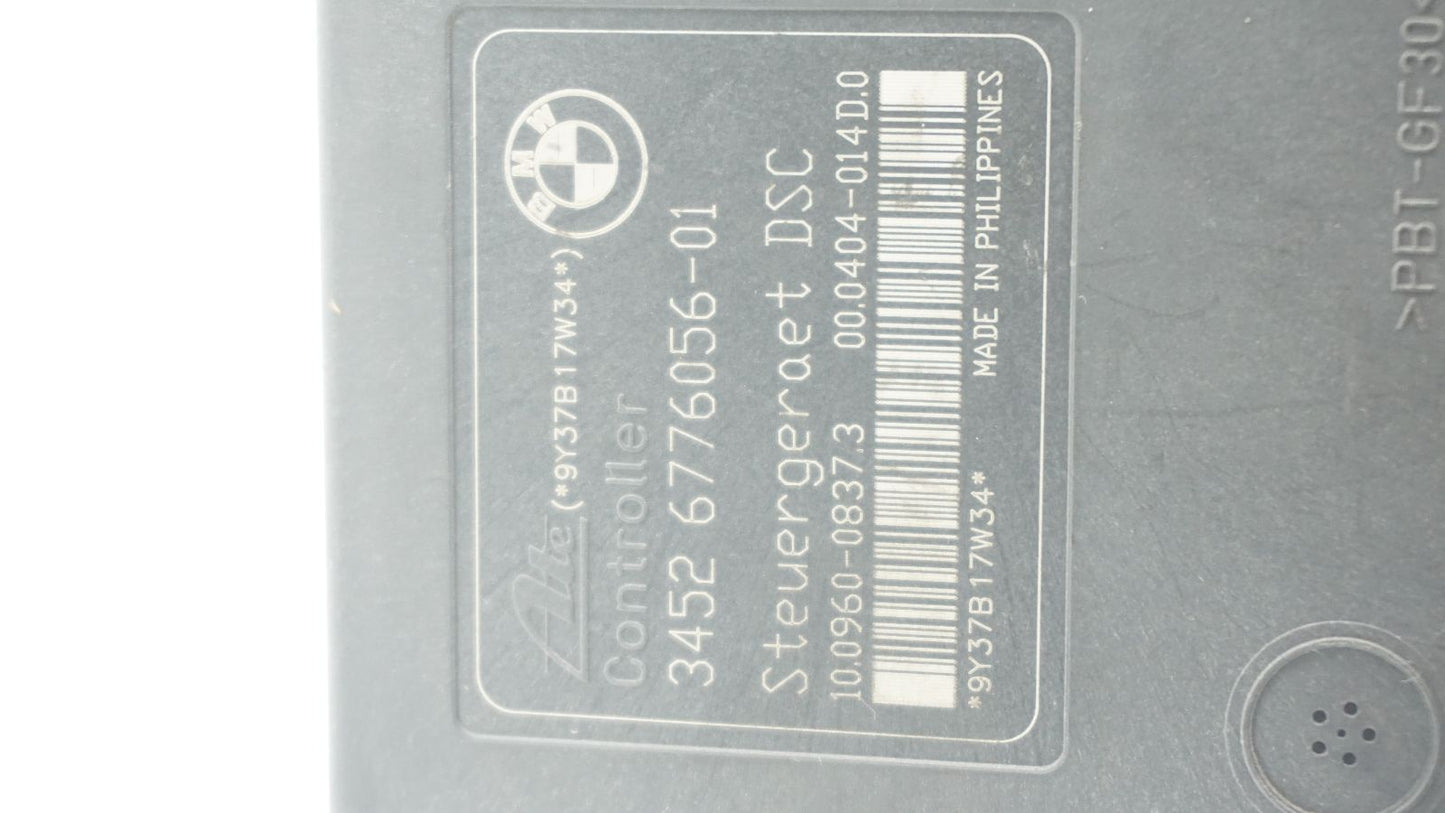 BMW
Ate (*9Y37B17W34*)
Controller
3452 6776056-01
Steuergeraet DSC
10.0960-0837.3 00.0404-014D.0
*9Y37B17W34* MADE IN PHILIPPINES
>PBT-GF30<